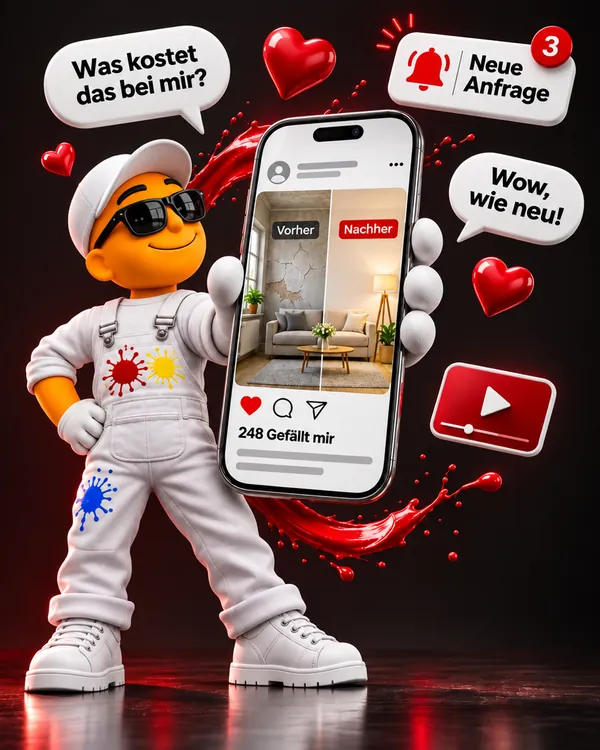 Was kostet
das bei mir?
3
Neue
Anfrage
Wow,
wie neu!
Vorher
Nachher
248 Gefällt mir